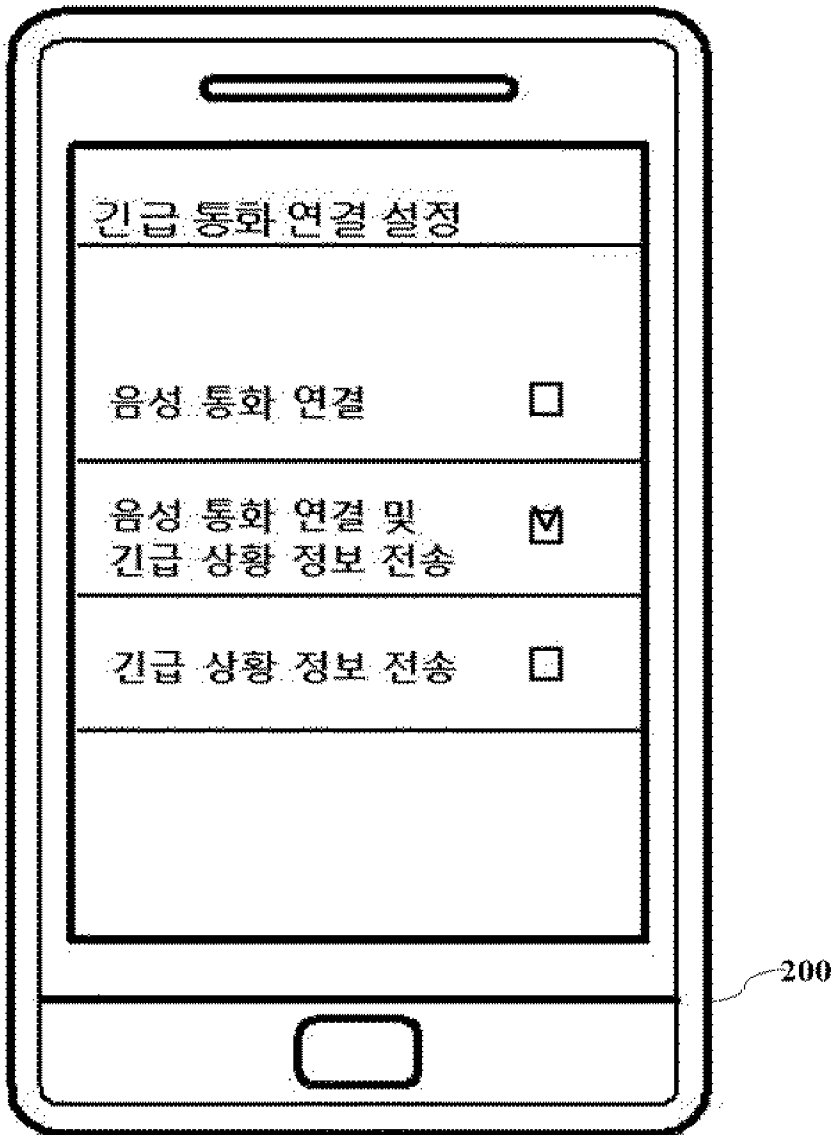 긴급 통화 연결 설정
음성 통화 연결
음성 통화 연결 및
긴급 상황 정보 전송
긴급 상황 정보 전송
200